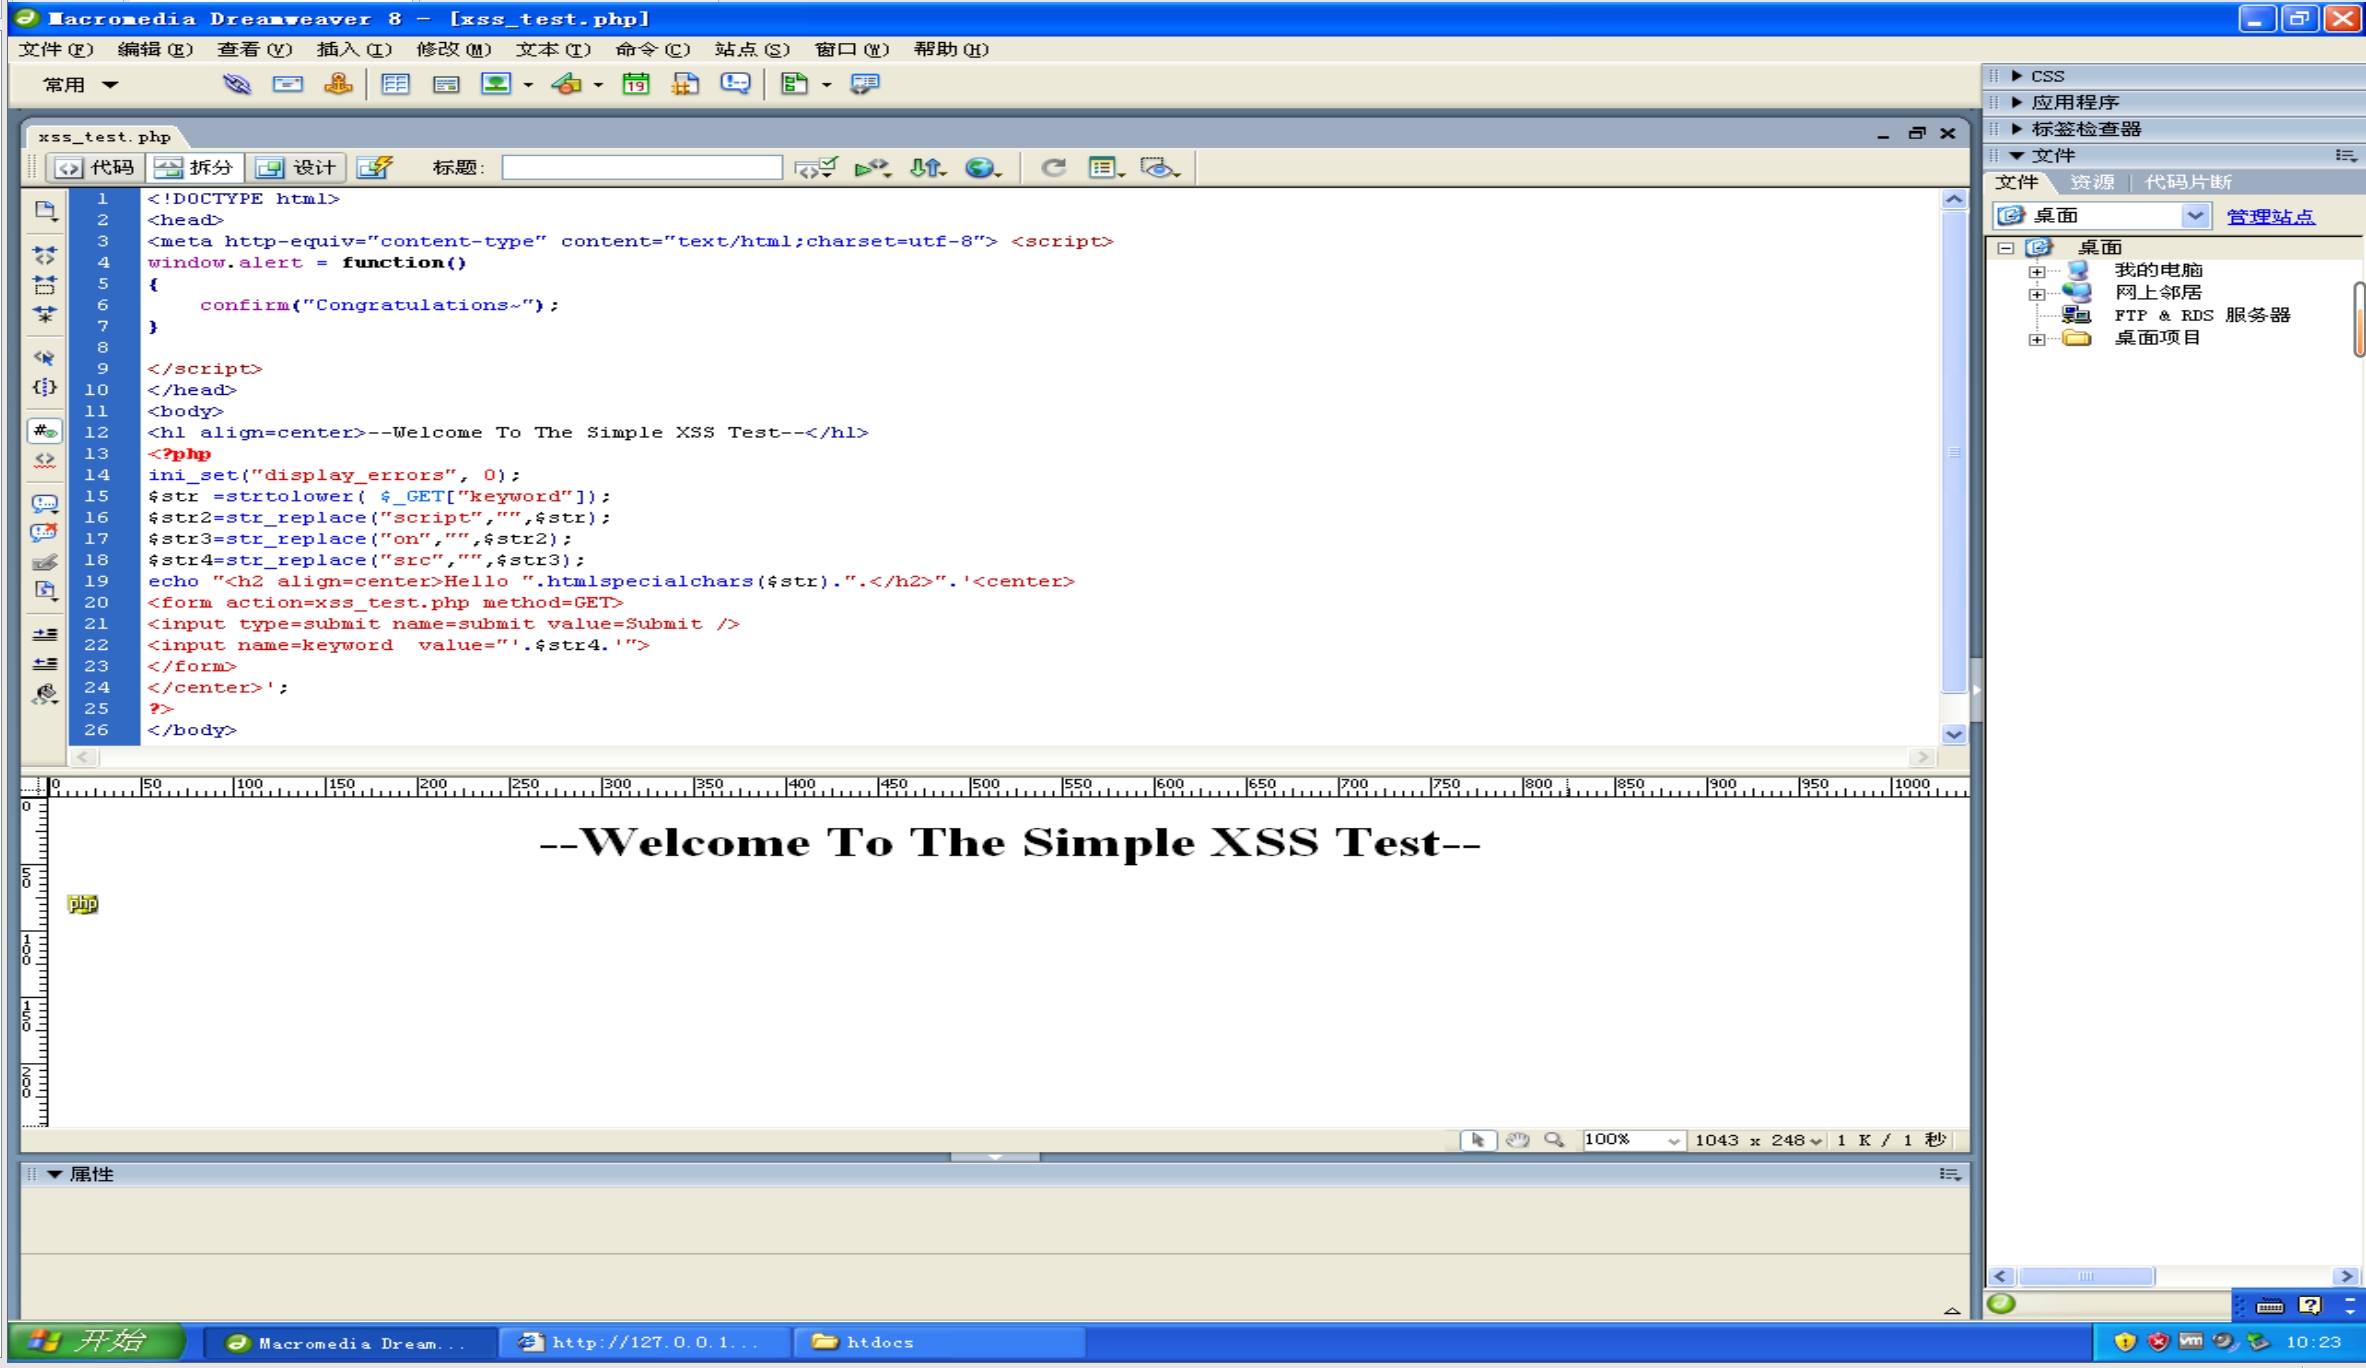 Macromedia Dreamweaver 8 - [xss_test.php]
文件(F) 编辑(E) 查看(V) 插入(I) 修改(M) 文本(T) 命令(C) 站点(S) 窗口(W) 帮助(H)
常用
19
xss_test.php
代码 拆分 设计 标题:
1 <!DOCTYPE html>
2 <head>
3 <meta http-equiv="content-type" content="text/html;charset=utf-8"> <script>
4 window.alert = function()
5 {
6 confirm("Congratulations~");
7 }
8
9 </script>
10 </head>
11 <body>
12 <h1 align=center>--Welcome To The Simple XSS Test--</h1>
13 <?php
14 ini_set("display_errors", 0);
15 $str =strtolower( $_GET["keyword"]);
16 $str2=str_replace("script","",$str);
17 $str3=str_replace("on","",$str2);
18 $str4=str_replace("src","",$str3);
19 echo "<h2 align=center>Hello ".htmlspecialchars($str).".</h2>".'<center>
20 <form action=xss_test.php method=GET>
21 <input type=submit name=submit value=Submit />
22 <input name=keyword  value="'.$str4.'">
23 </form>
24 </center>';
25 ?>
26 </body>
0 50 100 150 200 250 300 350 400 450 500 550 600 650 700 750 800 850 900 950 1000
0
50
100
150
200
--Welcome To The Simple XSS Test--
php
100% 1043 x 248 1 K / 1 秒
属性
CSS
应用程序
标签检查器
文件
文件 资源 代码片断
桌面 管理站点
桌面
我的电脑
网上邻居
FTP & RDS 服务器
桌面项目
开始 Macromedia Dream... http://127.0.0.1... htdocs 10:23